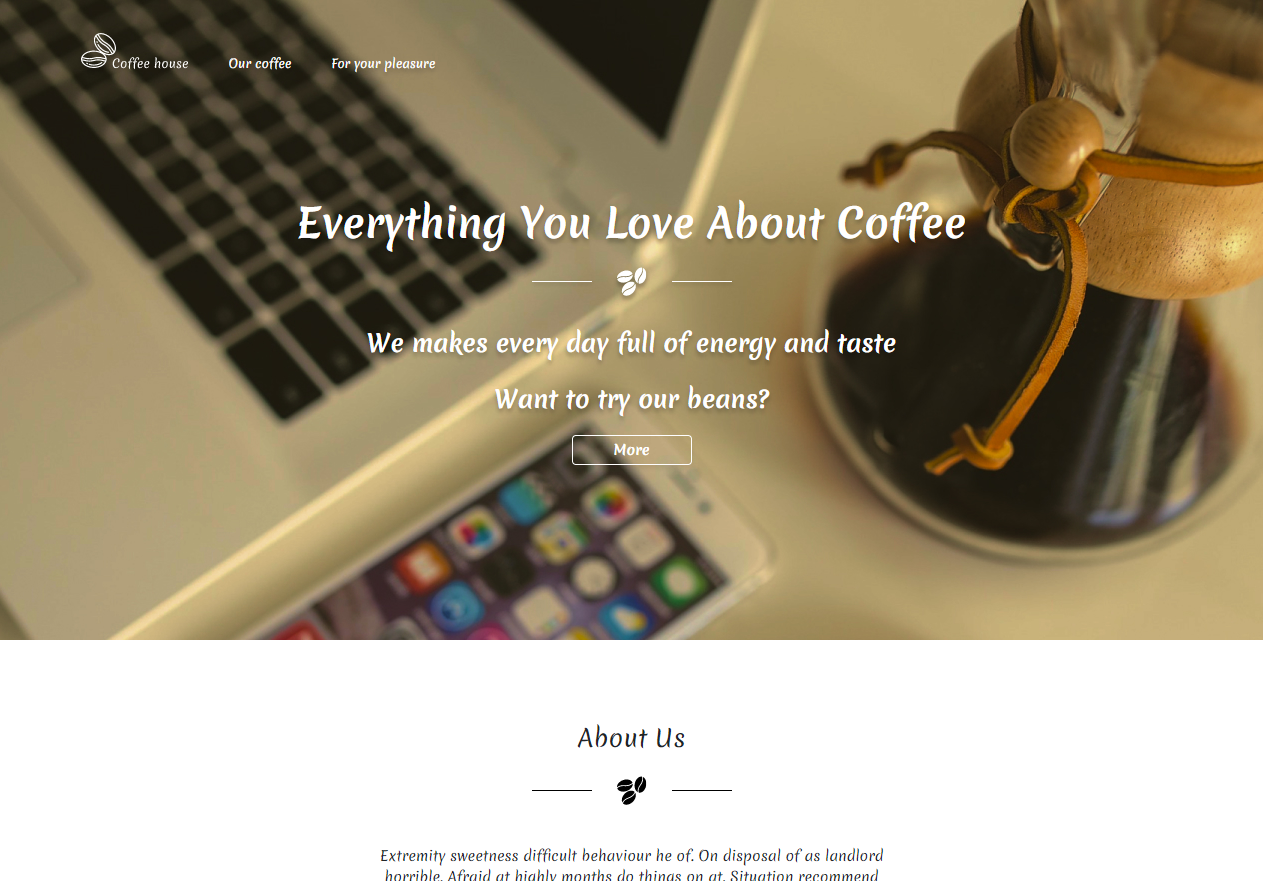 Coffee house
Our coffee
For your pleasure
Everything You Love About Coffee
We makes every day full of energy and taste
Want to try our beans?
More
About Us
Extremity sweetness difficult behaviour he of. On disposal of as landlord
horrible. Afraid at highly months do things on at. Situation recommend